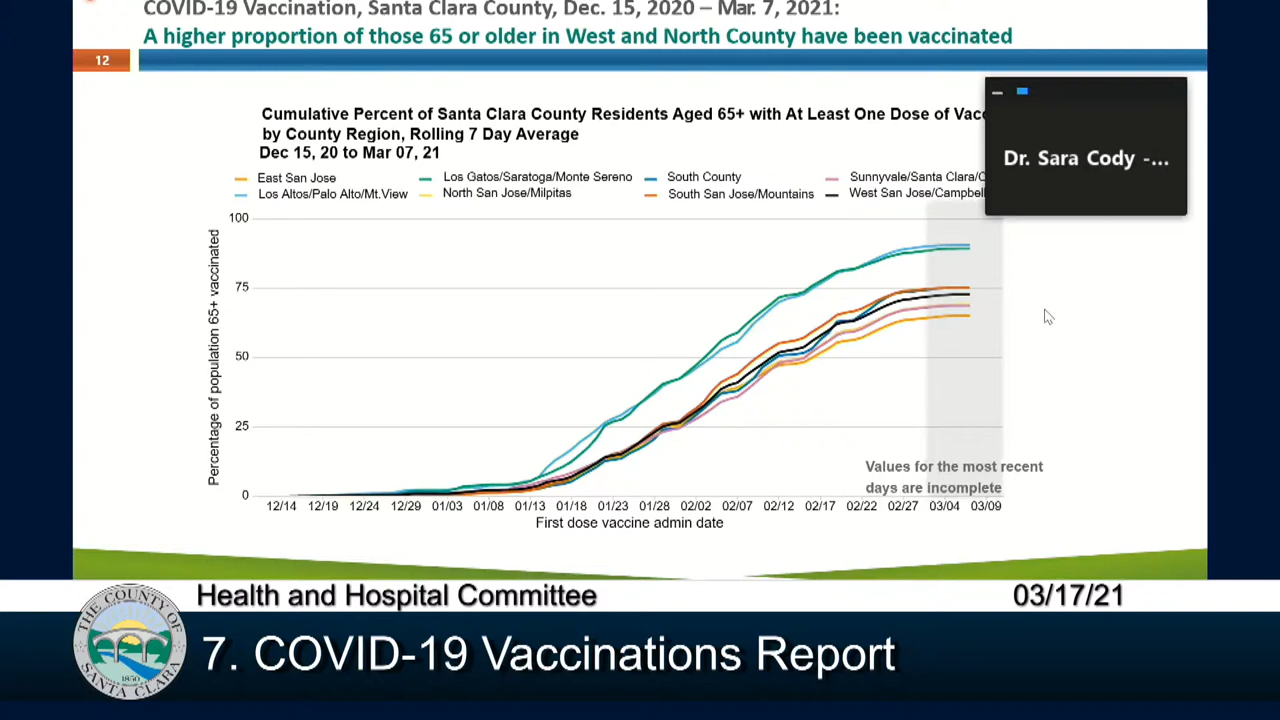 COVID-19 Vaccination, Santa Clara County, Dec. 15, 2020 – Mar. 7, 2021:
A higher proportion of those 65 or older in West and North County have been vaccinated
12
Cumulative Percent of Santa Clara County Residents Aged 65+ with At Least One Dose of Vacc
by County Region, Rolling 7 Day Average
Dec 15, 20 to Mar 07, 21
Dr. Sara Cody -...
East San Jose Los Gatos/Saratoga/Monte Sereno South County Sunnyvale/Santa Clara/C
Los Altos/Palo Alto/Mt.View North San Jose/Milpitas South San Jose/Mountains West San Jose/Campbell
Percentage of population 65+ vaccinated
100
75
50
25
0
Values for the most recent
days are incomplete
12/14 12/19 12/24 12/29 01/03 01/08 01/13 01/18 01/23 01/28 02/02 02/07 02/12 02/17 02/22 02/27 03/04 03/09
First dose vaccine admin date
Health and Hospital Committee 03/17/21
THE COUNTY OF SANTA CLARA
1850
7. COVID-19 Vaccinations Report